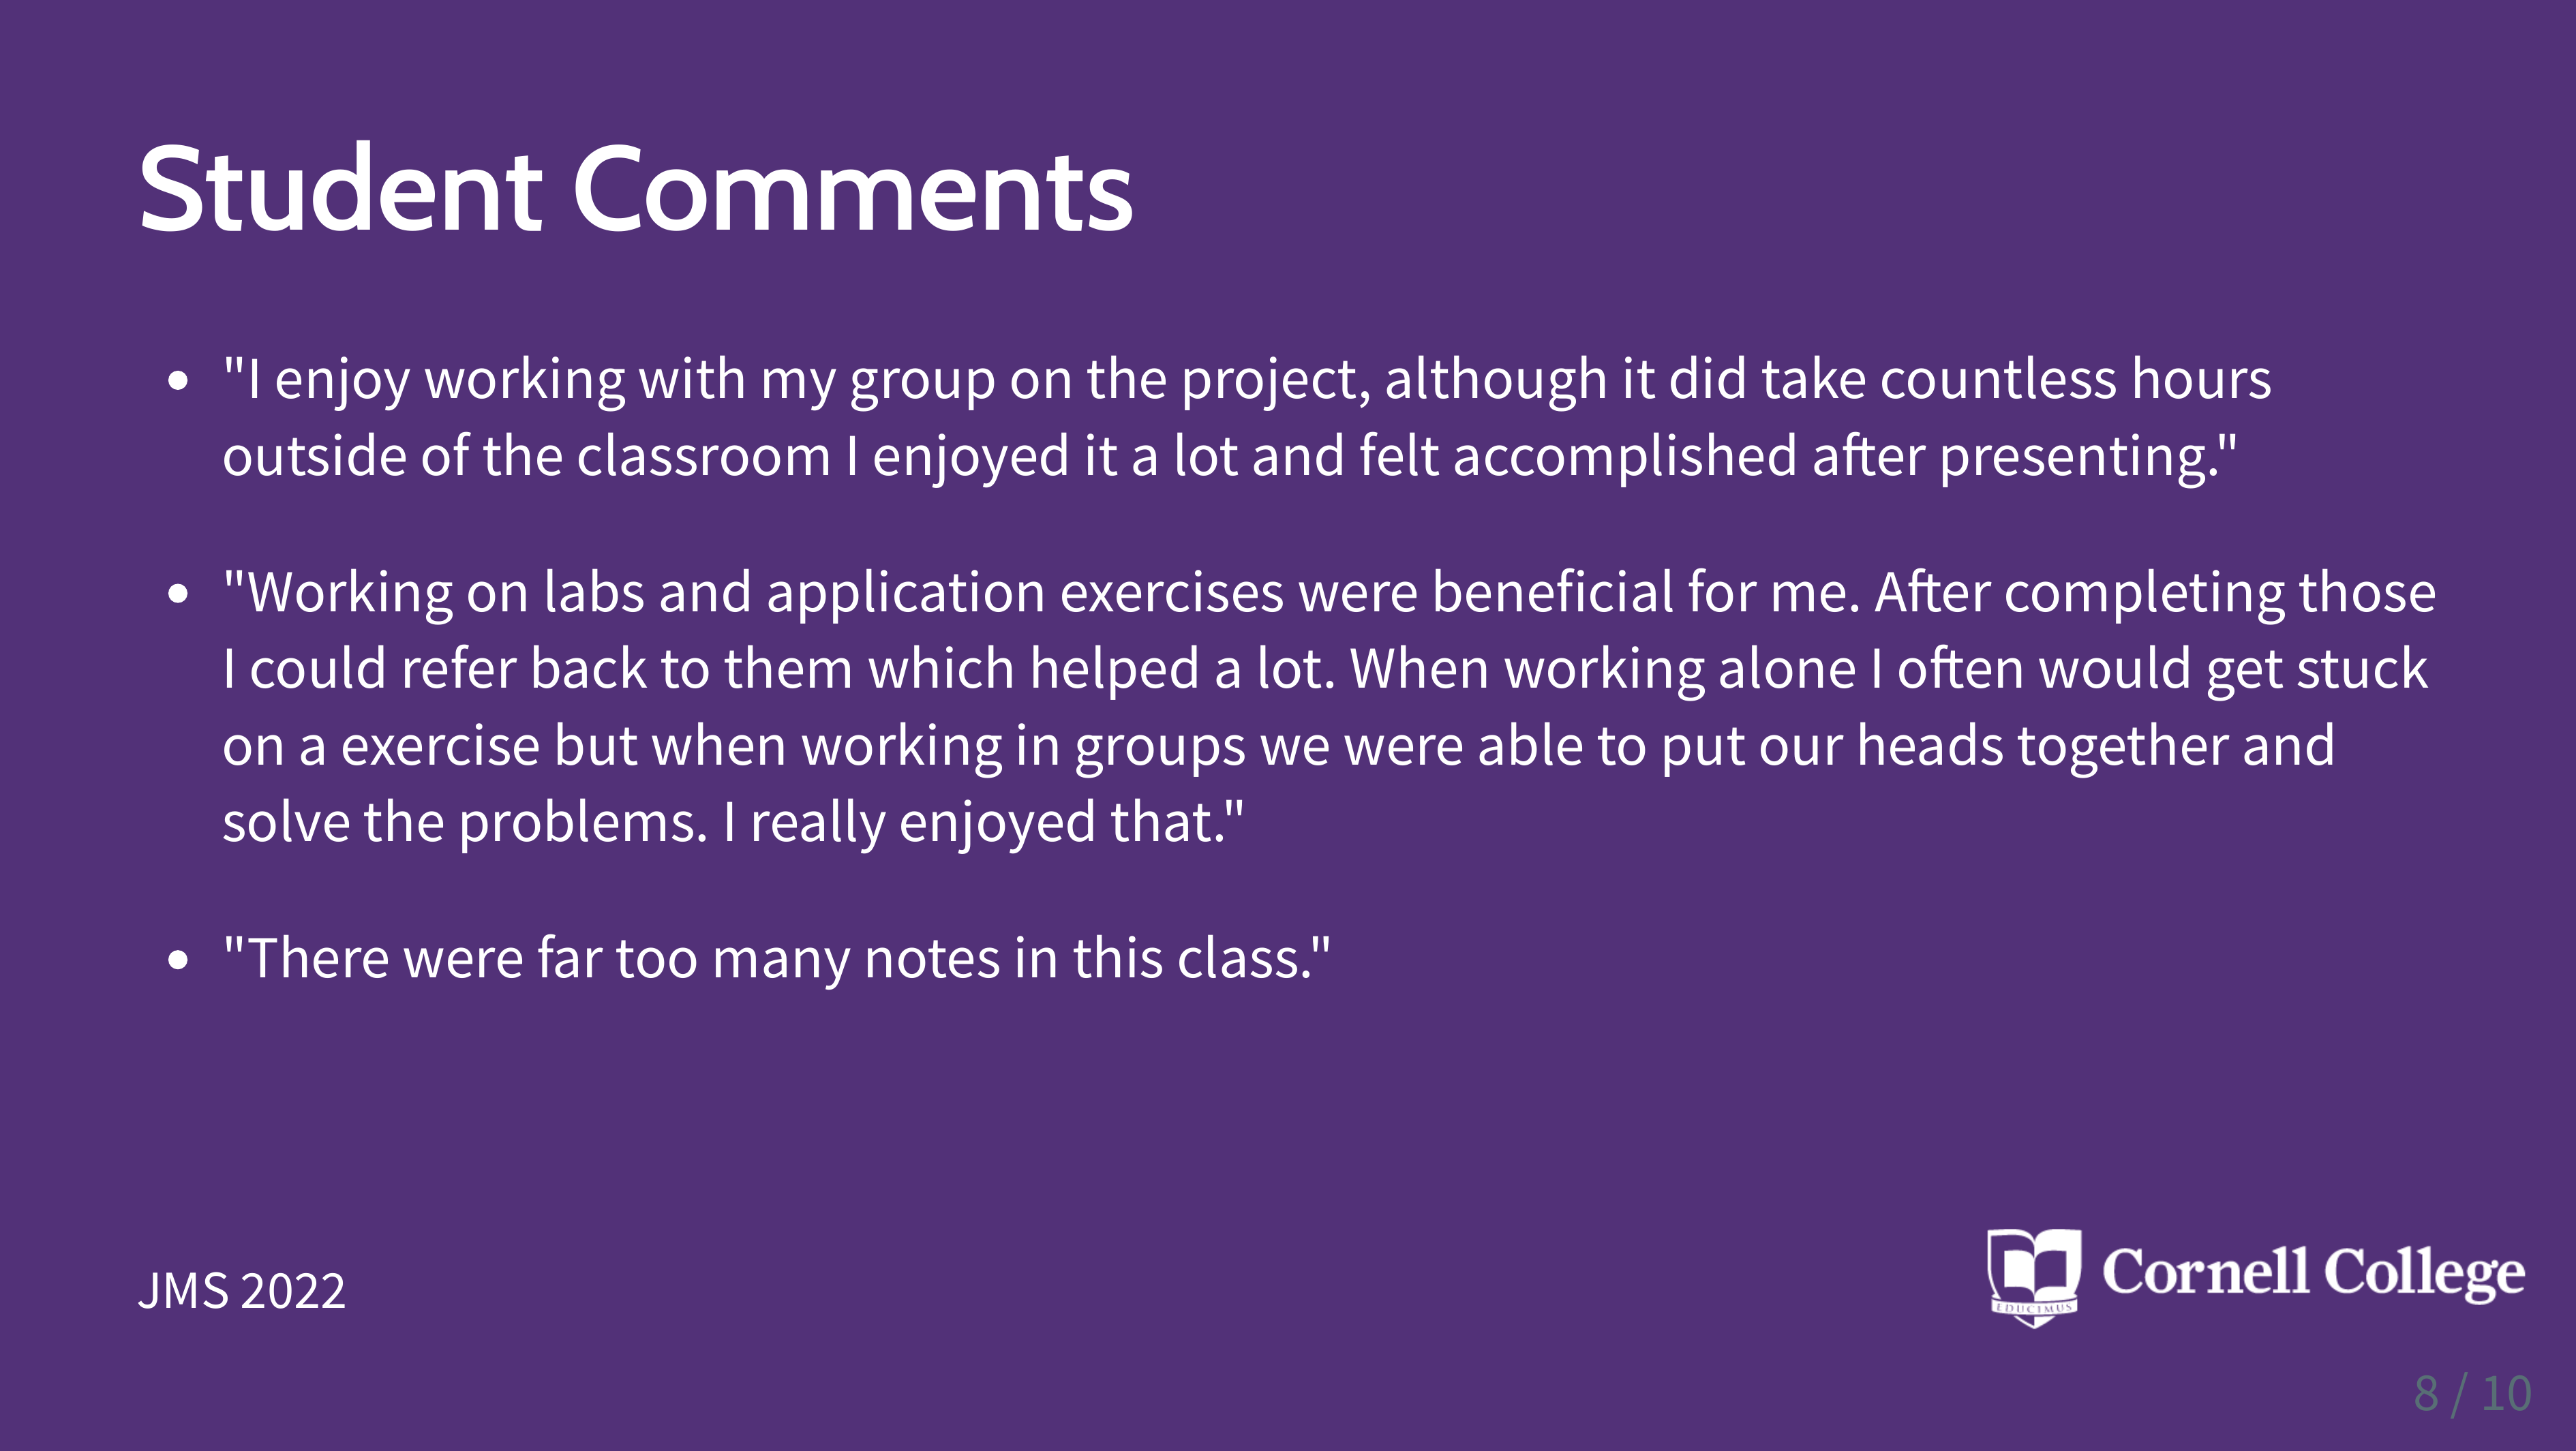 Student Comments
• "I enjoy working with my group on the project, although it did take countless hours
outside of the classroom I enjoyed it a lot and felt accomplished after presenting."
• "Working on labs and application exercises were beneficial for me. After completing those
I could refer back to them which helped a lot. When working alone I often would get stuck
on a exercise but when working in groups we were able to put our heads together and
solve the problems. I really enjoyed that."
• "There were far too many notes in this class."
JMS 2022
EDUCIMUS
Cornell College
8 / 10